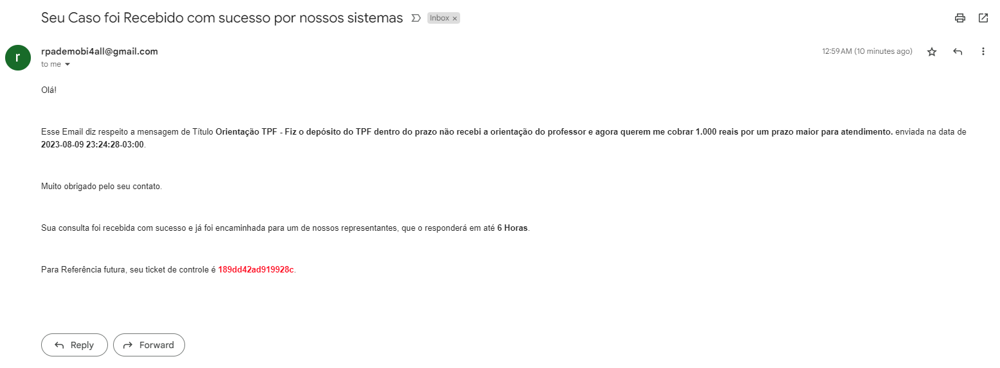 Seu Caso foi Recebido com sucesso por nossos sistemas Inbox ×
r
rpademobi4all@gmail.com 12:59 AM (10 minutes ago)
to me
Olá!
Esse Email diz respeito a mensagem de Título Orientação TPF - Fiz o depósito do TPF dentro do prazo não recebi a orientação do professor e agora querem me cobrar 1.000 reais por um prazo maior para atendimento. enviada na data de
2023-08-09 23:24:28-03:00.
Muito obrigado pelo seu contato.
Sua consulta foi recebida com sucesso e já foi encaminhada para um de nossos representantes, que o responderá em até 6 Horas.
Para Referência futura, seu ticket de controle é 189dd42ad919928c.
Reply Forward